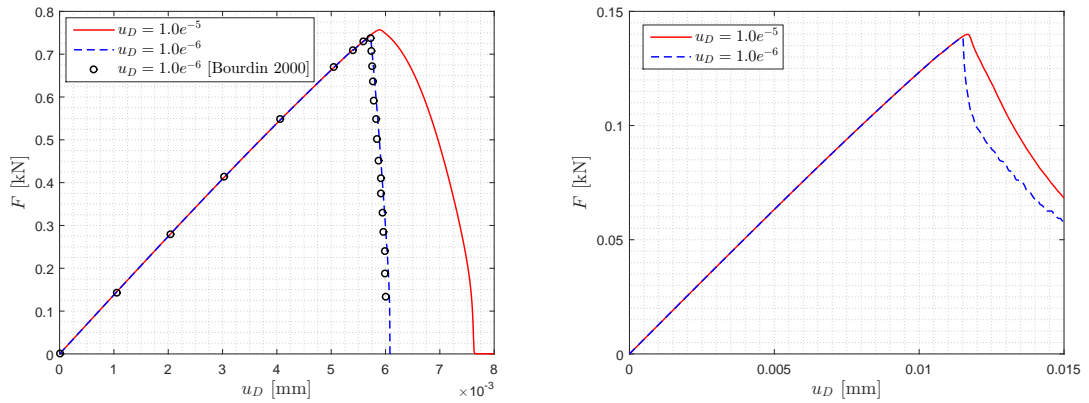 0.8
0.7
0.6
0.5
0.4
0.3
0.2
0.1
0
F [kN]
u_D = 1.0e^{-5}
u_D = 1.0e^{-6}
u_D = 1.0e^{-6} [Bourdin 2000]
0 1 2 3 4 5 6 7 8
×10^{-3}
u_D [mm]
0.15
0.1
0.05
0
F [kN]
u_D = 1.0e^{-5}
u_D = 1.0e^{-6}
0 0.005 0.01 0.015
u_D [mm]